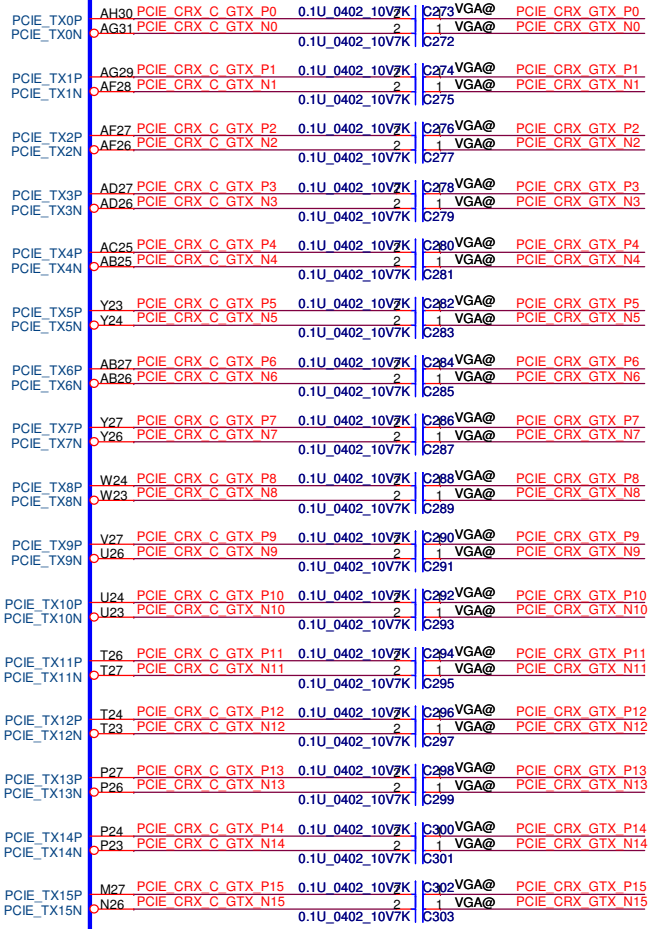 PCIE_TX0P AH30 PCIE_CRX_C_GTX_P0 0.1U_0402_10V7K 2 C273 1 VGA@ PCIE_CRX_GTX_P0
PCIE_TX0N AG31 PCIE_CRX_C_GTX_N0 2 1 VGA@ PCIE_CRX_GTX_N0
0.1U_0402_10V7K C272
PCIE_TX1P AG29 PCIE_CRX_C_GTX_P1 0.1U_0402_10V7K 2 C274 1 VGA@ PCIE_CRX_GTX_P1
PCIE_TX1N AF28 PCIE_CRX_C_GTX_N1 2 1 VGA@ PCIE_CRX_GTX_N1
0.1U_0402_10V7K C275
PCIE_TX2P AF27 PCIE_CRX_C_GTX_P2 0.1U_0402_10V7K 2 C276 1 VGA@ PCIE_CRX_GTX_P2
PCIE_TX2N AF26 PCIE_CRX_C_GTX_N2 2 1 VGA@ PCIE_CRX_GTX_N2
0.1U_0402_10V7K C277
PCIE_TX3P AD27 PCIE_CRX_C_GTX_P3 0.1U_0402_10V7K 2 C278 1 VGA@ PCIE_CRX_GTX_P3
PCIE_TX3N AD26 PCIE_CRX_C_GTX_N3 2 1 VGA@ PCIE_CRX_GTX_N3
0.1U_0402_10V7K C279
PCIE_TX4P AC25 PCIE_CRX_C_GTX_P4 0.1U_0402_10V7K 2 C280 1 VGA@ PCIE_CRX_GTX_P4
PCIE_TX4N AB25 PCIE_CRX_C_GTX_N4 2 1 VGA@ PCIE_CRX_GTX_N4
0.1U_0402_10V7K C281
PCIE_TX5P Y23 PCIE_CRX_C_GTX_P5 0.1U_0402_10V7K 2 C282 1 VGA@ PCIE_CRX_GTX_P5
PCIE_TX5N Y24 PCIE_CRX_C_GTX_N5 2 1 VGA@ PCIE_CRX_GTX_N5
0.1U_0402_10V7K C283
PCIE_TX6P AB27 PCIE_CRX_C_GTX_P6 0.1U_0402_10V7K 2 C284 1 VGA@ PCIE_CRX_GTX_P6
PCIE_TX6N AB26 PCIE_CRX_C_GTX_N6 2 1 VGA@ PCIE_CRX_GTX_N6
0.1U_0402_10V7K C285
PCIE_TX7P Y27 PCIE_CRX_C_GTX_P7 0.1U_0402_10V7K 2 C286 1 VGA@ PCIE_CRX_GTX_P7
PCIE_TX7N Y26 PCIE_CRX_C_GTX_N7 2 1 VGA@ PCIE_CRX_GTX_N7
0.1U_0402_10V7K C287
PCIE_TX8P W24 PCIE_CRX_C_GTX_P8 0.1U_0402_10V7K 2 C288 1 VGA@ PCIE_CRX_GTX_P8
PCIE_TX8N W23 PCIE_CRX_C_GTX_N8 2 1 VGA@ PCIE_CRX_GTX_N8
0.1U_0402_10V7K C289
PCIE_TX9P V27 PCIE_CRX_C_GTX_P9 0.1U_0402_10V7K 2 C290 1 VGA@ PCIE_CRX_GTX_P9
PCIE_TX9N U26 PCIE_CRX_C_GTX_N9 2 1 VGA@ PCIE_CRX_GTX_N9
0.1U_0402_10V7K C291
PCIE_TX10P U24 PCIE_CRX_C_GTX_P10 0.1U_0402_10V7K 2 C292 1 VGA@ PCIE_CRX_GTX_P10
PCIE_TX10N U23 PCIE_CRX_C_GTX_N10 2 1 VGA@ PCIE_CRX_GTX_N10
0.1U_0402_10V7K C293
PCIE_TX11P T26 PCIE_CRX_C_GTX_P11 0.1U_0402_10V7K 2 C294 1 VGA@ PCIE_CRX_GTX_P11
PCIE_TX11N T27 PCIE_CRX_C_GTX_N11 2 1 VGA@ PCIE_CRX_GTX_N11
0.1U_0402_10V7K C295
PCIE_TX12P T24 PCIE_CRX_C_GTX_P12 0.1U_0402_10V7K 2 C296 1 VGA@ PCIE_CRX_GTX_P12
PCIE_TX12N T23 PCIE_CRX_C_GTX_N12 2 1 VGA@ PCIE_CRX_GTX_N12
0.1U_0402_10V7K C297
PCIE_TX13P P27 PCIE_CRX_C_GTX_P13 0.1U_0402_10V7K 2 C298 1 VGA@ PCIE_CRX_GTX_P13
PCIE_TX13N P26 PCIE_CRX_C_GTX_N13 2 1 VGA@ PCIE_CRX_GTX_N13
0.1U_0402_10V7K C299
PCIE_TX14P P24 PCIE_CRX_C_GTX_P14 0.1U_0402_10V7K 2 C300 1 VGA@ PCIE_CRX_GTX_P14
PCIE_TX14N P23 PCIE_CRX_C_GTX_N14 2 1 VGA@ PCIE_CRX_GTX_N14
0.1U_0402_10V7K C301
PCIE_TX15P M27 PCIE_CRX_C_GTX_P15 0.1U_0402_10V7K 2 C302 1 VGA@ PCIE_CRX_GTX_P15
PCIE_TX15N N26 PCIE_CRX_C_GTX_N15 2 1 VGA@ PCIE_CRX_GTX_N15
0.1U_0402_10V7K C303